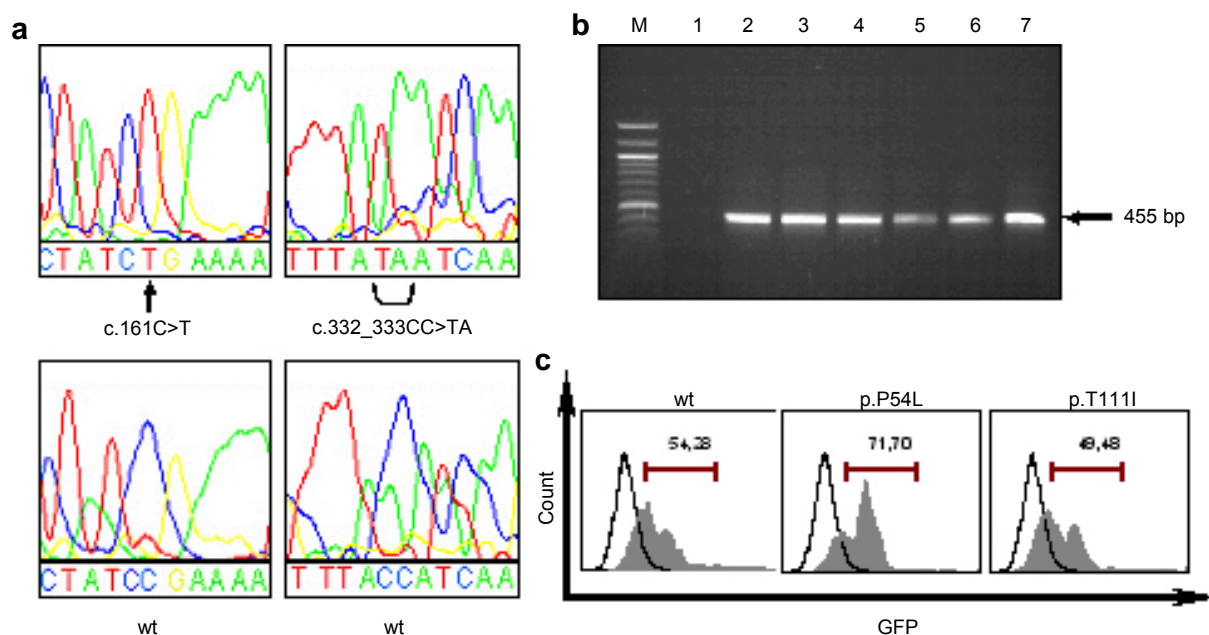 a
CTATCTGAAAA
TTTATAATCAA
c.161C>T
c.332_333CC>TA
CTATCCGAAAA
TTTACCATCAA
wt
wt
b
M 1 2 3 4 5 6 7
455 bp
c
wt
p.P54L
p.T111I
54,28
71,70
49,48
Count
GFP